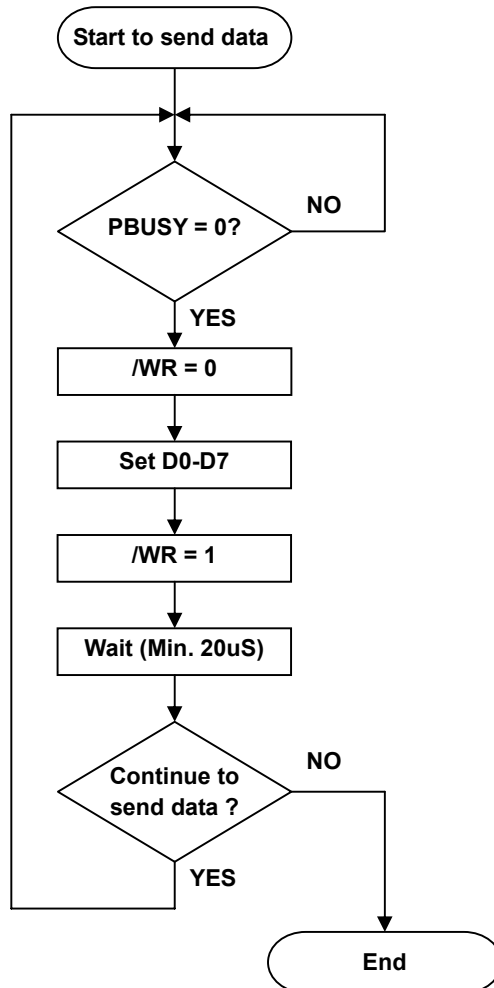 Start to send data
PBUSY = 0?
NO
YES
/WR = 0
Set D0-D7
/WR = 1
Wait (Min. 20uS)
Continue to
send data ?
NO
YES
End